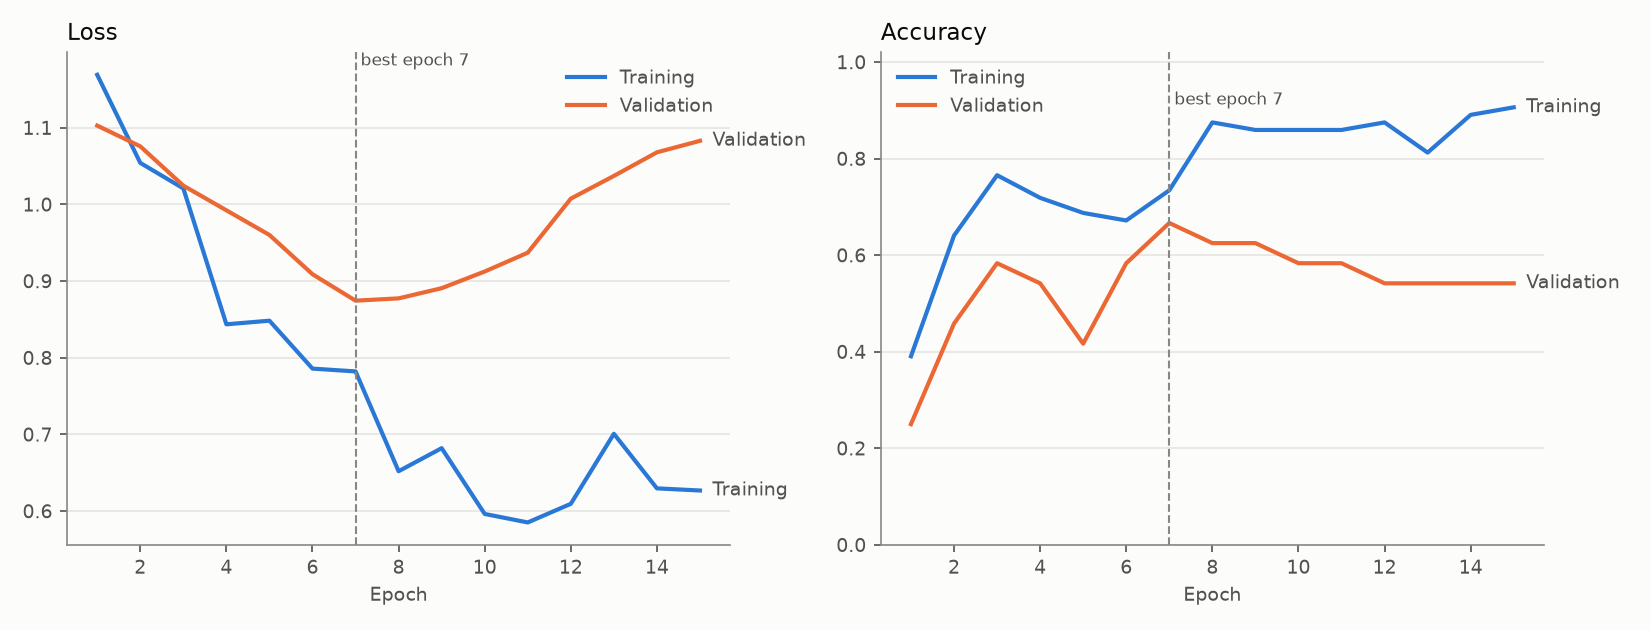 Loss
best epoch 7
Training
Validation
Validation
Training
1.1
1.0
0.9
0.8
0.7
0.6
2 4 6 8 10 12 14
Epoch
Accuracy
Training
Validation
best epoch 7
Training
Validation
1.0
0.8
0.6
0.4
0.2
0.0
2 4 6 8 10 12 14
Epoch